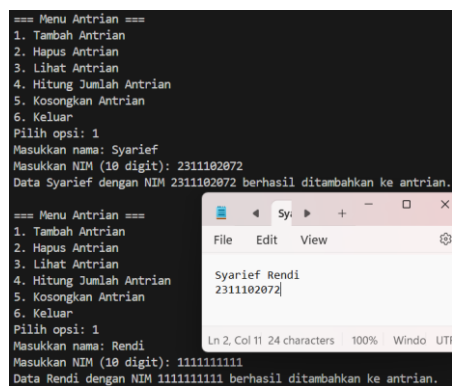 === Menu Antrian ===
1. Tambah Antrian
2. Hapus Antrian
3. Lihat Antrian
4. Hitung Jumlah Antrian
5. Kosongkan Antrian
6. Keluar
Pilih opsi: 1
Masukkan nama: Syarief
Masukkan NIM (10 digit): 2311102072
Data Syarief dengan NIM 2311102072 berhasil ditambahkan ke antrian.
=== Menu Antrian ===
1. Tambah Antrian
2. Hapus Antrian
3. Lihat Antrian
4. Hitung Jumlah Antrian
5. Kosongkan Antrian
6. Keluar
Pilih opsi: 1
Masukkan nama: Rendi
Masukkan NIM (10 digit): 1111111111
Data Rendi dengan NIM 1111111111 berhasil ditambahkan ke antrian.
Sya
File Edit View
Syarief Rendi
2311102072
Ln 2, Col 11 24 characters 100% Windo UTF